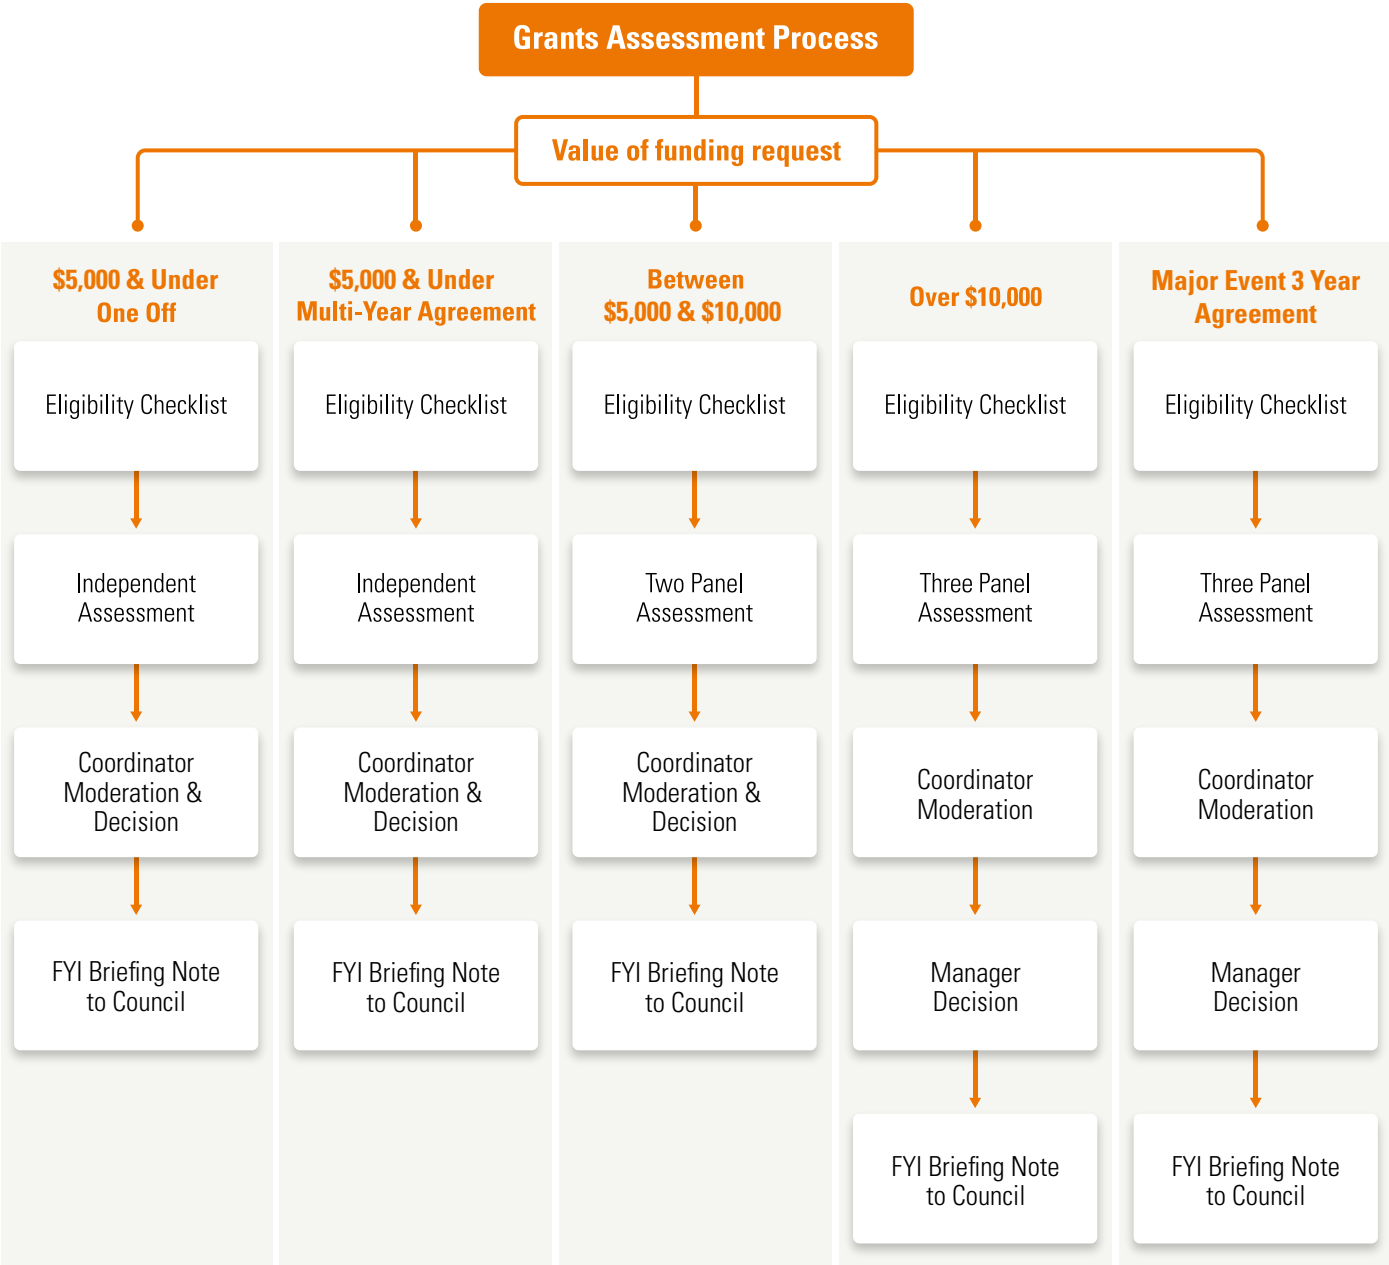 Grants Assessment Process
Value of funding request
$5,000 & Under
One Off
Eligibility Checklist
Independent
Assessment
Coordinator
Moderation &
Decision
FYI Briefing Note
to Council
$5,000 & Under
Multi-Year Agreement
Eligibility Checklist
Independent
Assessment
Coordinator
Moderation &
Decision
FYI Briefing Note
to Council
Between
$5,000 & $10,000
Eligibility Checklist
Two Panel
Assessment
Coordinator
Moderation &
Decision
FYI Briefing Note
to Council
Over $10,000
Eligibility Checklist
Three Panel
Assessment
Coordinator
Moderation
Manager
Decision
FYI Briefing Note
to Council
Major Event 3 Year
Agreement
Eligibility Checklist
Three Panel
Assessment
Coordinator
Moderation
Manager
Decision
FYI Briefing Note
to Council